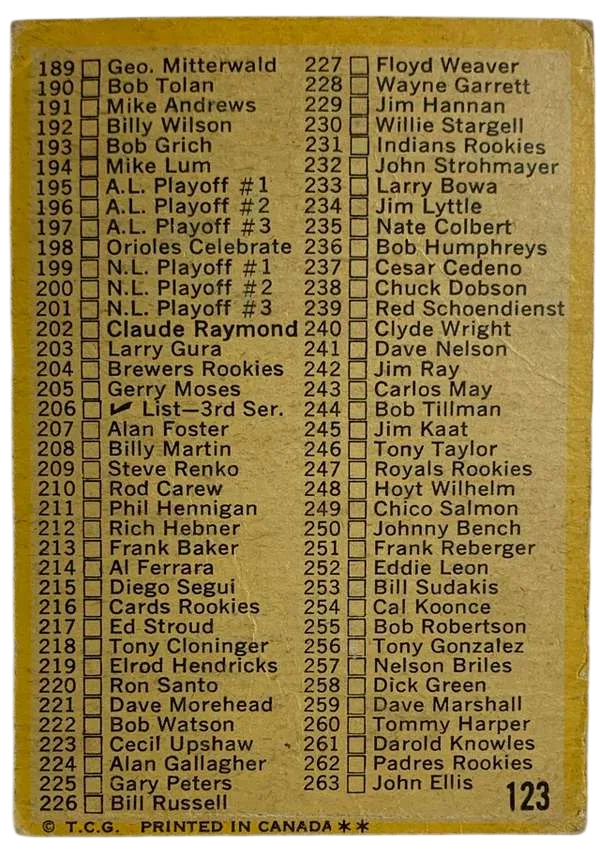 189 Geo. Mitterwald
190 Bob Tolan
191 Mike Andrews
192 Billy Wilson
193 Bob Grich
194 Mike Lum
195 A.L. Playoff #1
196 A.L. Playoff #2
197 A.L. Playoff #3
198 Orioles Celebrate
199 N.L. Playoff #1
200 N.L. Playoff #2
201 N.L. Playoff #3
202 Claude Raymond
203 Larry Gura
204 Brewers Rookies
205 Gerry Moses
206 ✓ List—3rd Ser.
207 Alan Foster
208 Billy Martin
209 Steve Renko
210 Rod Carew
211 Phil Hennigan
212 Rich Hebner
213 Frank Baker
214 Al Ferrara
215 Diego Segui
216 Cards Rookies
217 Ed Stroud
218 Tony Cloninger
219 Elrod Hendricks
220 Ron Santo
221 Dave Morehead
222 Bob Watson
223 Cecil Upshaw
224 Alan Gallagher
225 Gary Peters
226 Bill Russell
227 Floyd Weaver
228 Wayne Garrett
229 Jim Hannan
230 Willie Stargell
231 Indians Rookies
232 John Strohmayer
233 Larry Bowa
234 Jim Lyttle
235 Nate Colbert
236 Bob Humphreys
237 Cesar Cedeno
238 Chuck Dobson
239 Red Schoendienst
240 Clyde Wright
241 Dave Nelson
242 Jim Ray
243 Carlos May
244 Bob Tillman
245 Jim Kaat
246 Tony Taylor
247 Royals Rookies
248 Hoyt Wilhelm
249 Chico Salmon
250 Johnny Bench
251 Frank Reberger
252 Eddie Leon
253 Bill Sudakis
254 Cal Koonce
255 Bob Robertson
256 Tony Gonzalez
257 Nelson Briles
258 Dick Green
259 Dave Marshall
260 Tommy Harper
261 Darold Knowles
262 Padres Rookies
263 John Ellis
123
© T.C.G. PRINTED IN CANADA **